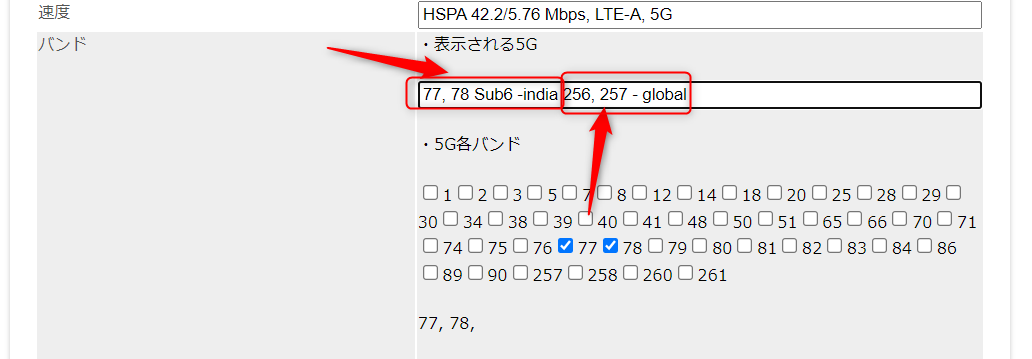 速度
HSPA 42.2/5.76 Mbps, LTE-A, 5G
バンド
・表示される5G
77, 78 Sub6 -india 256, 257 - global
・5G各バンド
1 2 3 5 7 8 12 14 18 20 25 28 29
30 34 38 39 40 41 48 50 51 65 66 70 71
74 75 76 77 78 79 80 81 82 83 84 86
89 90 257 258 260 261
77, 78,